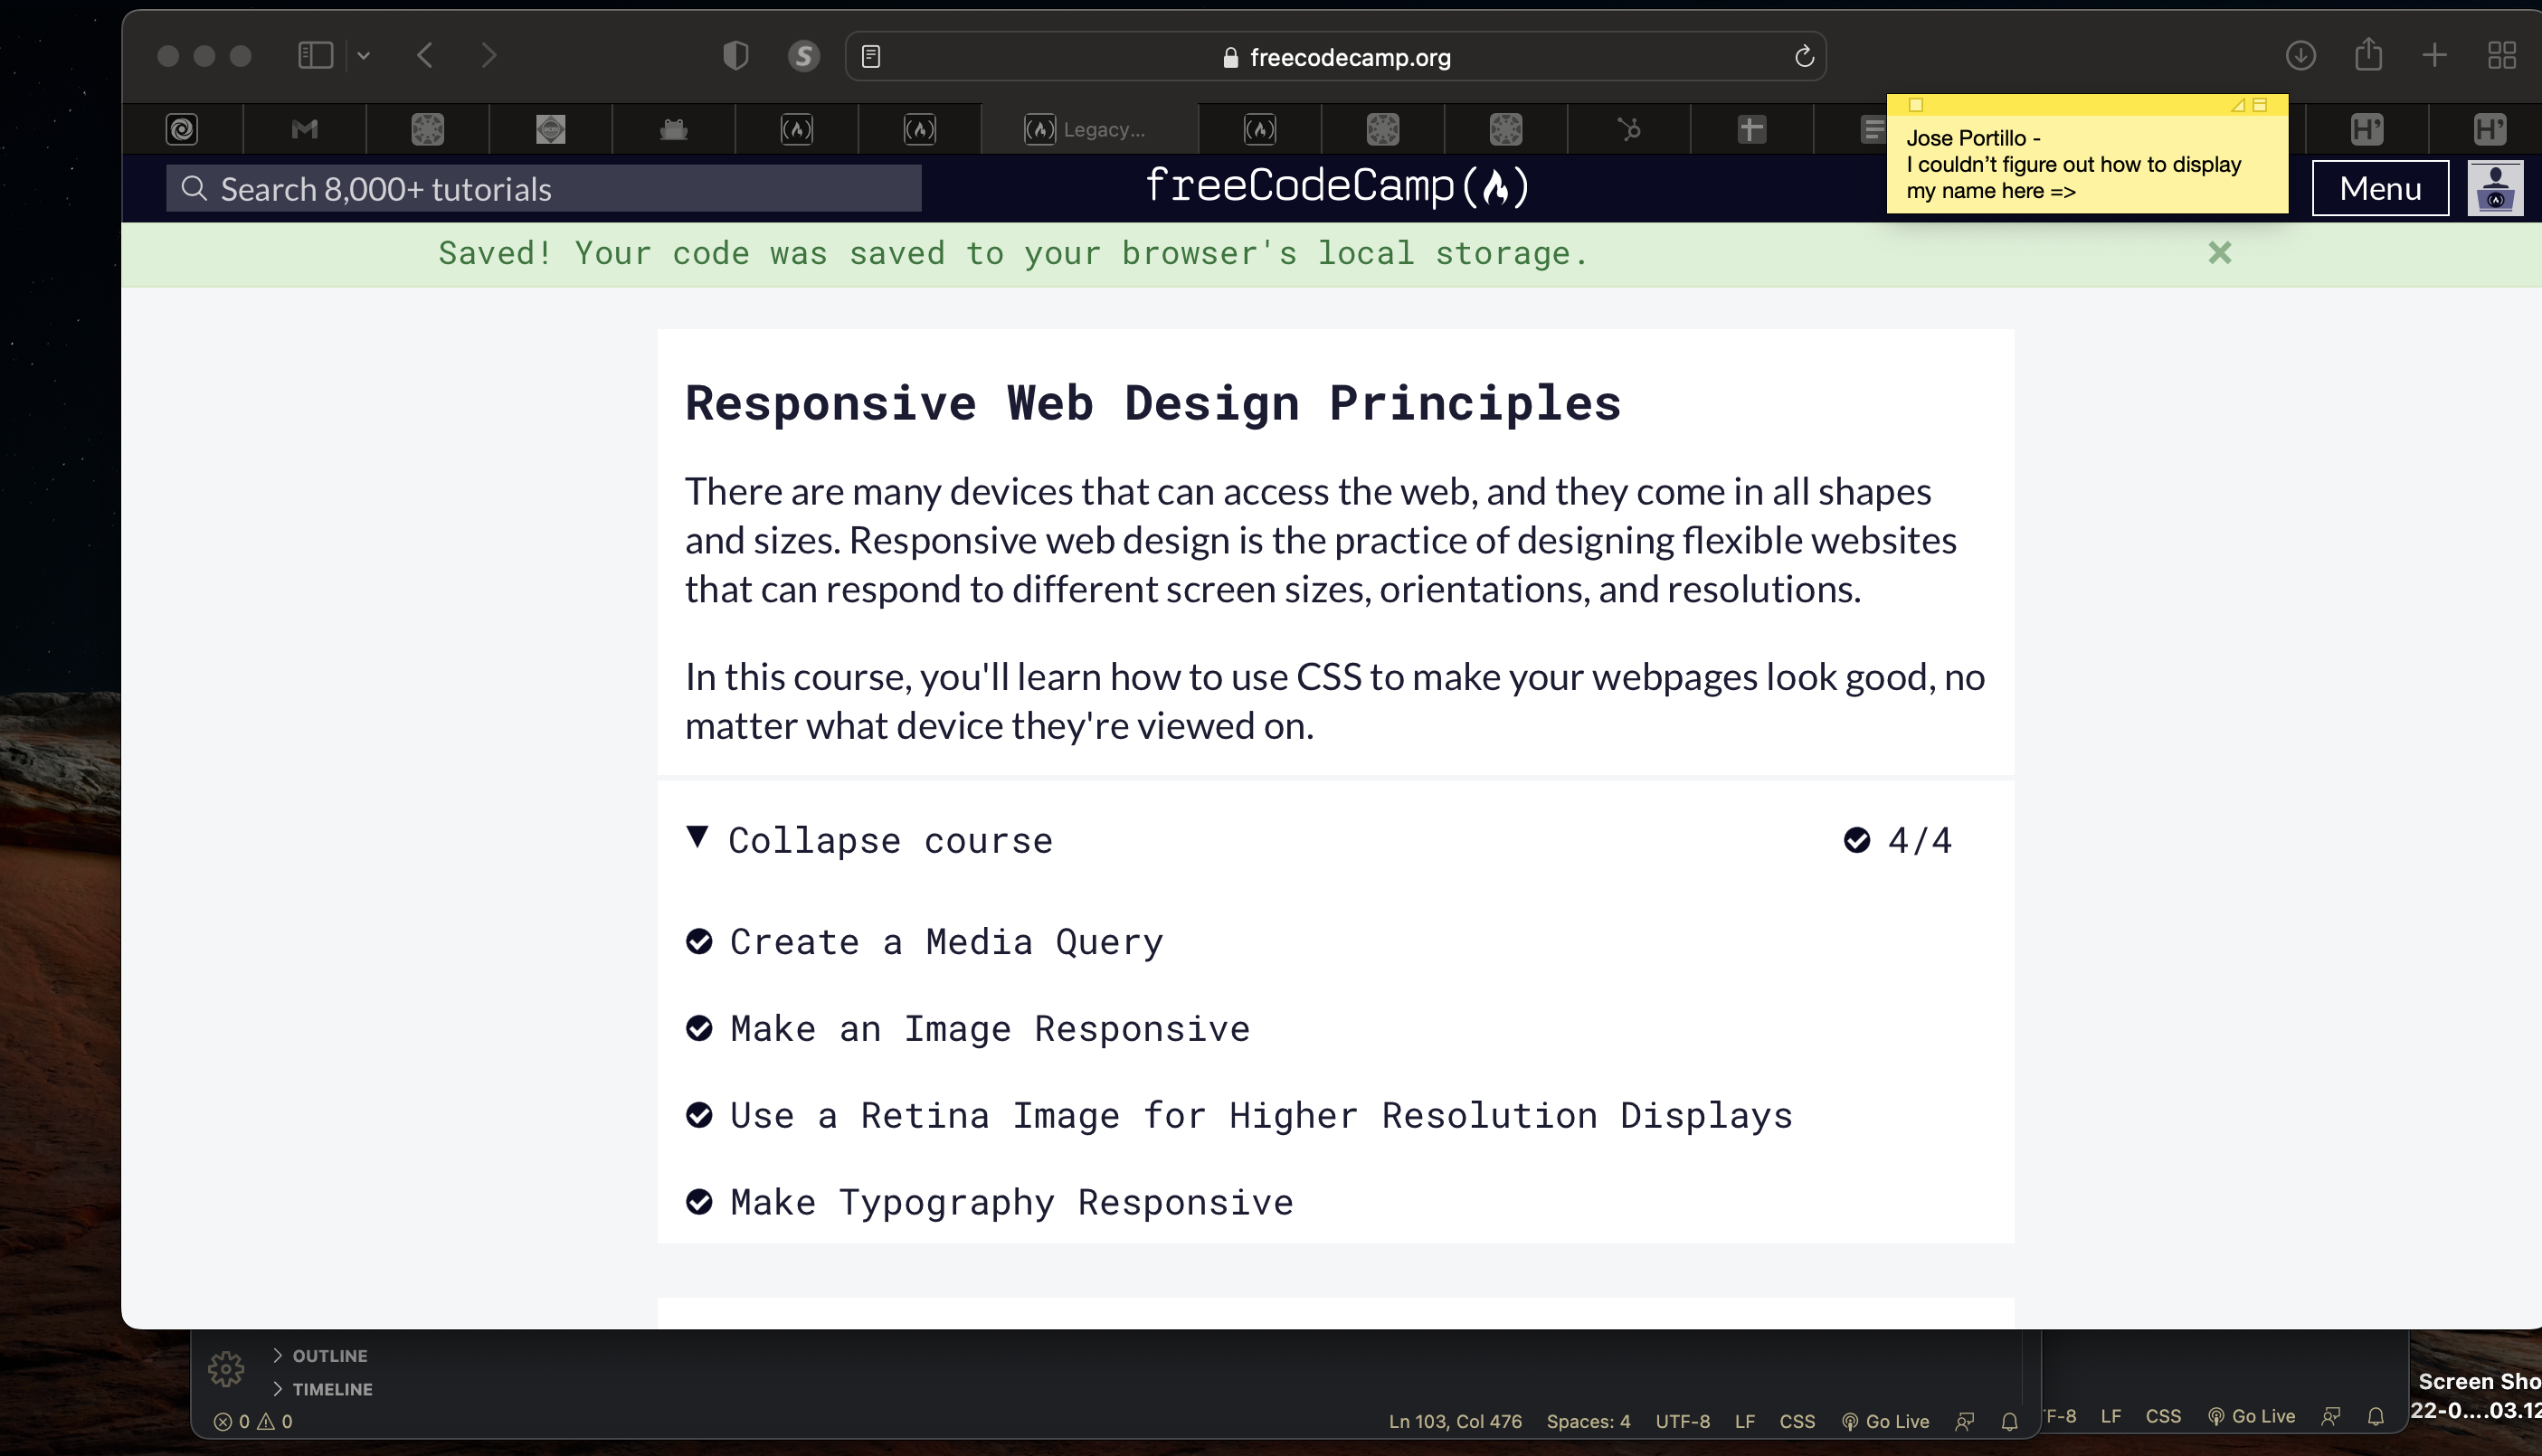 freecodecamp.org
Legacy...
H'
H'
Jose Portillo -
I couldn't figure out how to display
my name here =>
Search 8,000+ tutorials
freeCodeCamp
Menu
Saved! Your code was saved to your browser's local storage.
Responsive Web Design Principles
There are many devices that can access the web, and they come in all shapes
and sizes. Responsive web design is the practice of designing flexible websites
that can respond to different screen sizes, orientations, and resolutions.
In this course, you'll learn how to use CSS to make your webpages look good, no
matter what device they're viewed on.
Collapse course
4/4
Create a Media Query
Make an Image Responsive
Use a Retina Image for Higher Resolution Displays
Make Typography Responsive
OUTLINE
TIMELINE
0 0
Ln 103, Col 476 Spaces: 4 UTF-8 LF CSS Go Live
TF-8 LF CSS Go Live
Screen Sho
22-0....03.12